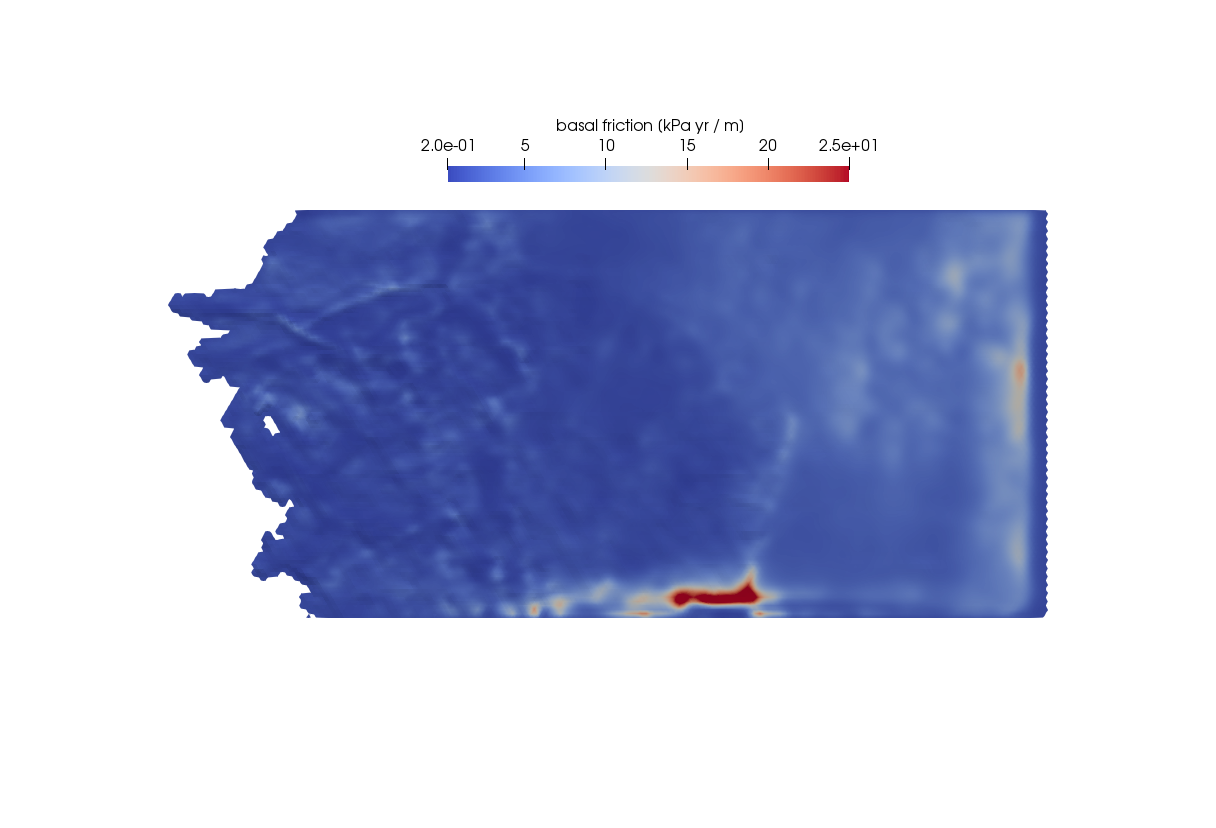 basal friction (kPa yr / m)
2.0e-01 5 10 15 20 2.5e+01